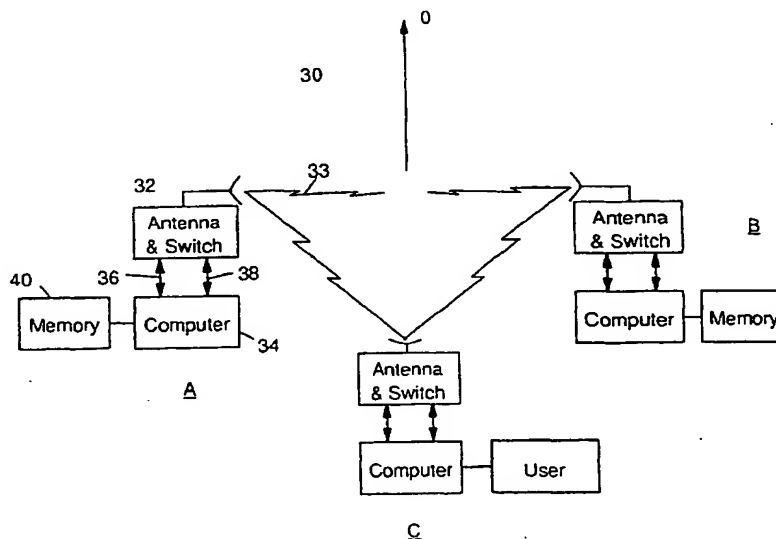 0
30
33
32
Antenna
& Switch
36
38
40
Memory
Computer
34
A
Antenna
& Switch
B
Computer
Memory
Antenna
& Switch
Computer
User
C